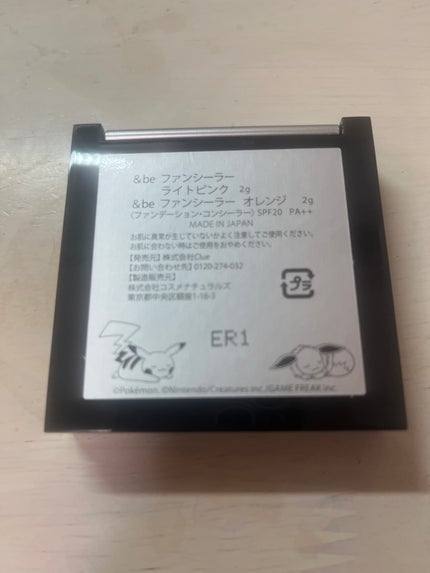 &be ファンシーラー
ライトピンク 2g
&be ファンシーラー オレンジ 2g
(ファンデーション・コンシーラー) SPF20 PA++
MADE IN JAPAN
お肌に異常が生じていないかよく注意してご使用ください。
お肌に合わない時はご使用をおやめください。
【発売元】株式会社Clue
【お問い合わせ先】0120-274-032
【製造販売元】
株式会社コスメナチュラルズ
東京都中央区銀座1-16-3
プラ
ER1
©Pokémon. ©Nintendo/Creatures Inc./GAME FREAK inc.